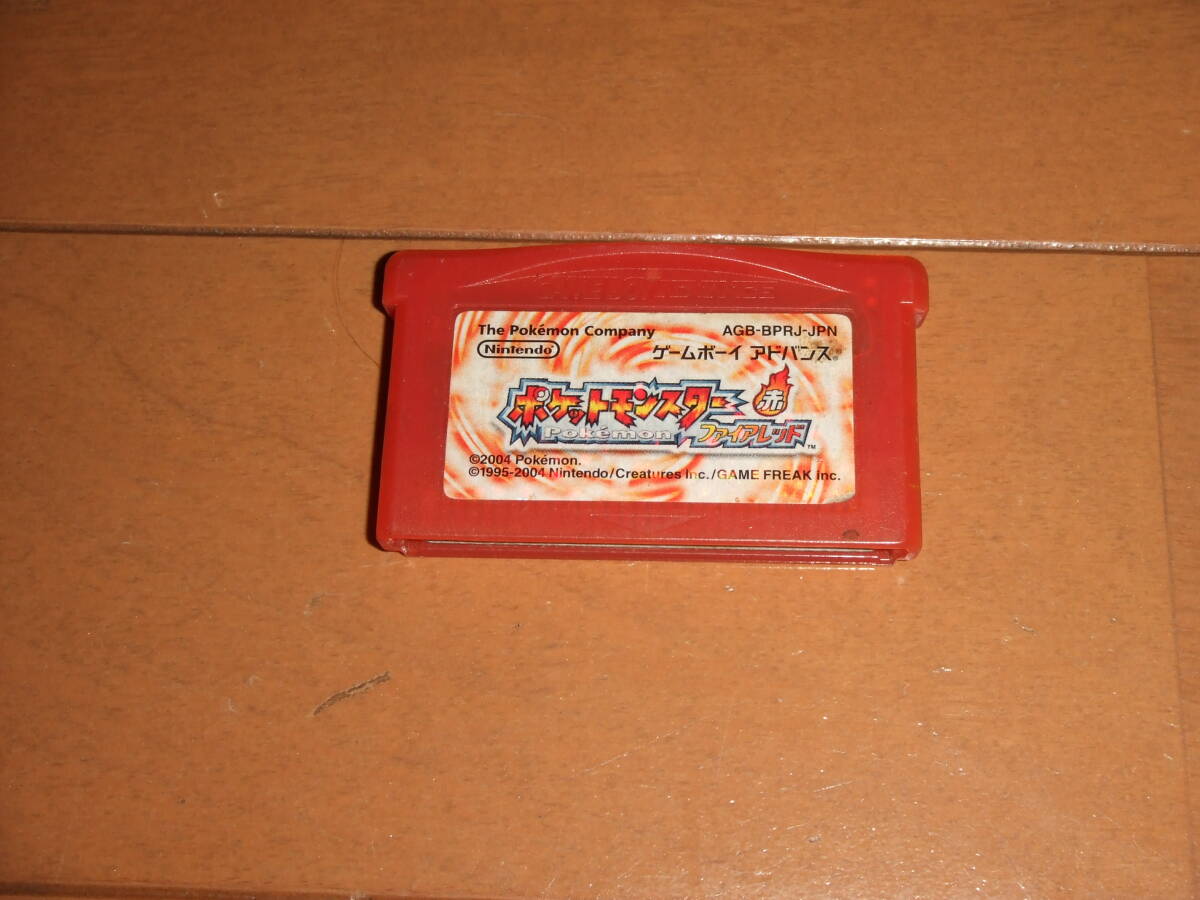 GAME BOY ADVANCE
The Pokémon Company AGB-BPRJ-JPN
Nintendo ゲームボーイ アドバンス
ポケットモンスター 赤
Pokémon ファイアレッド TM
©2004 Pokémon.
©1995-2004 Nintendo/Creatures Inc./GAME FREAK inc.